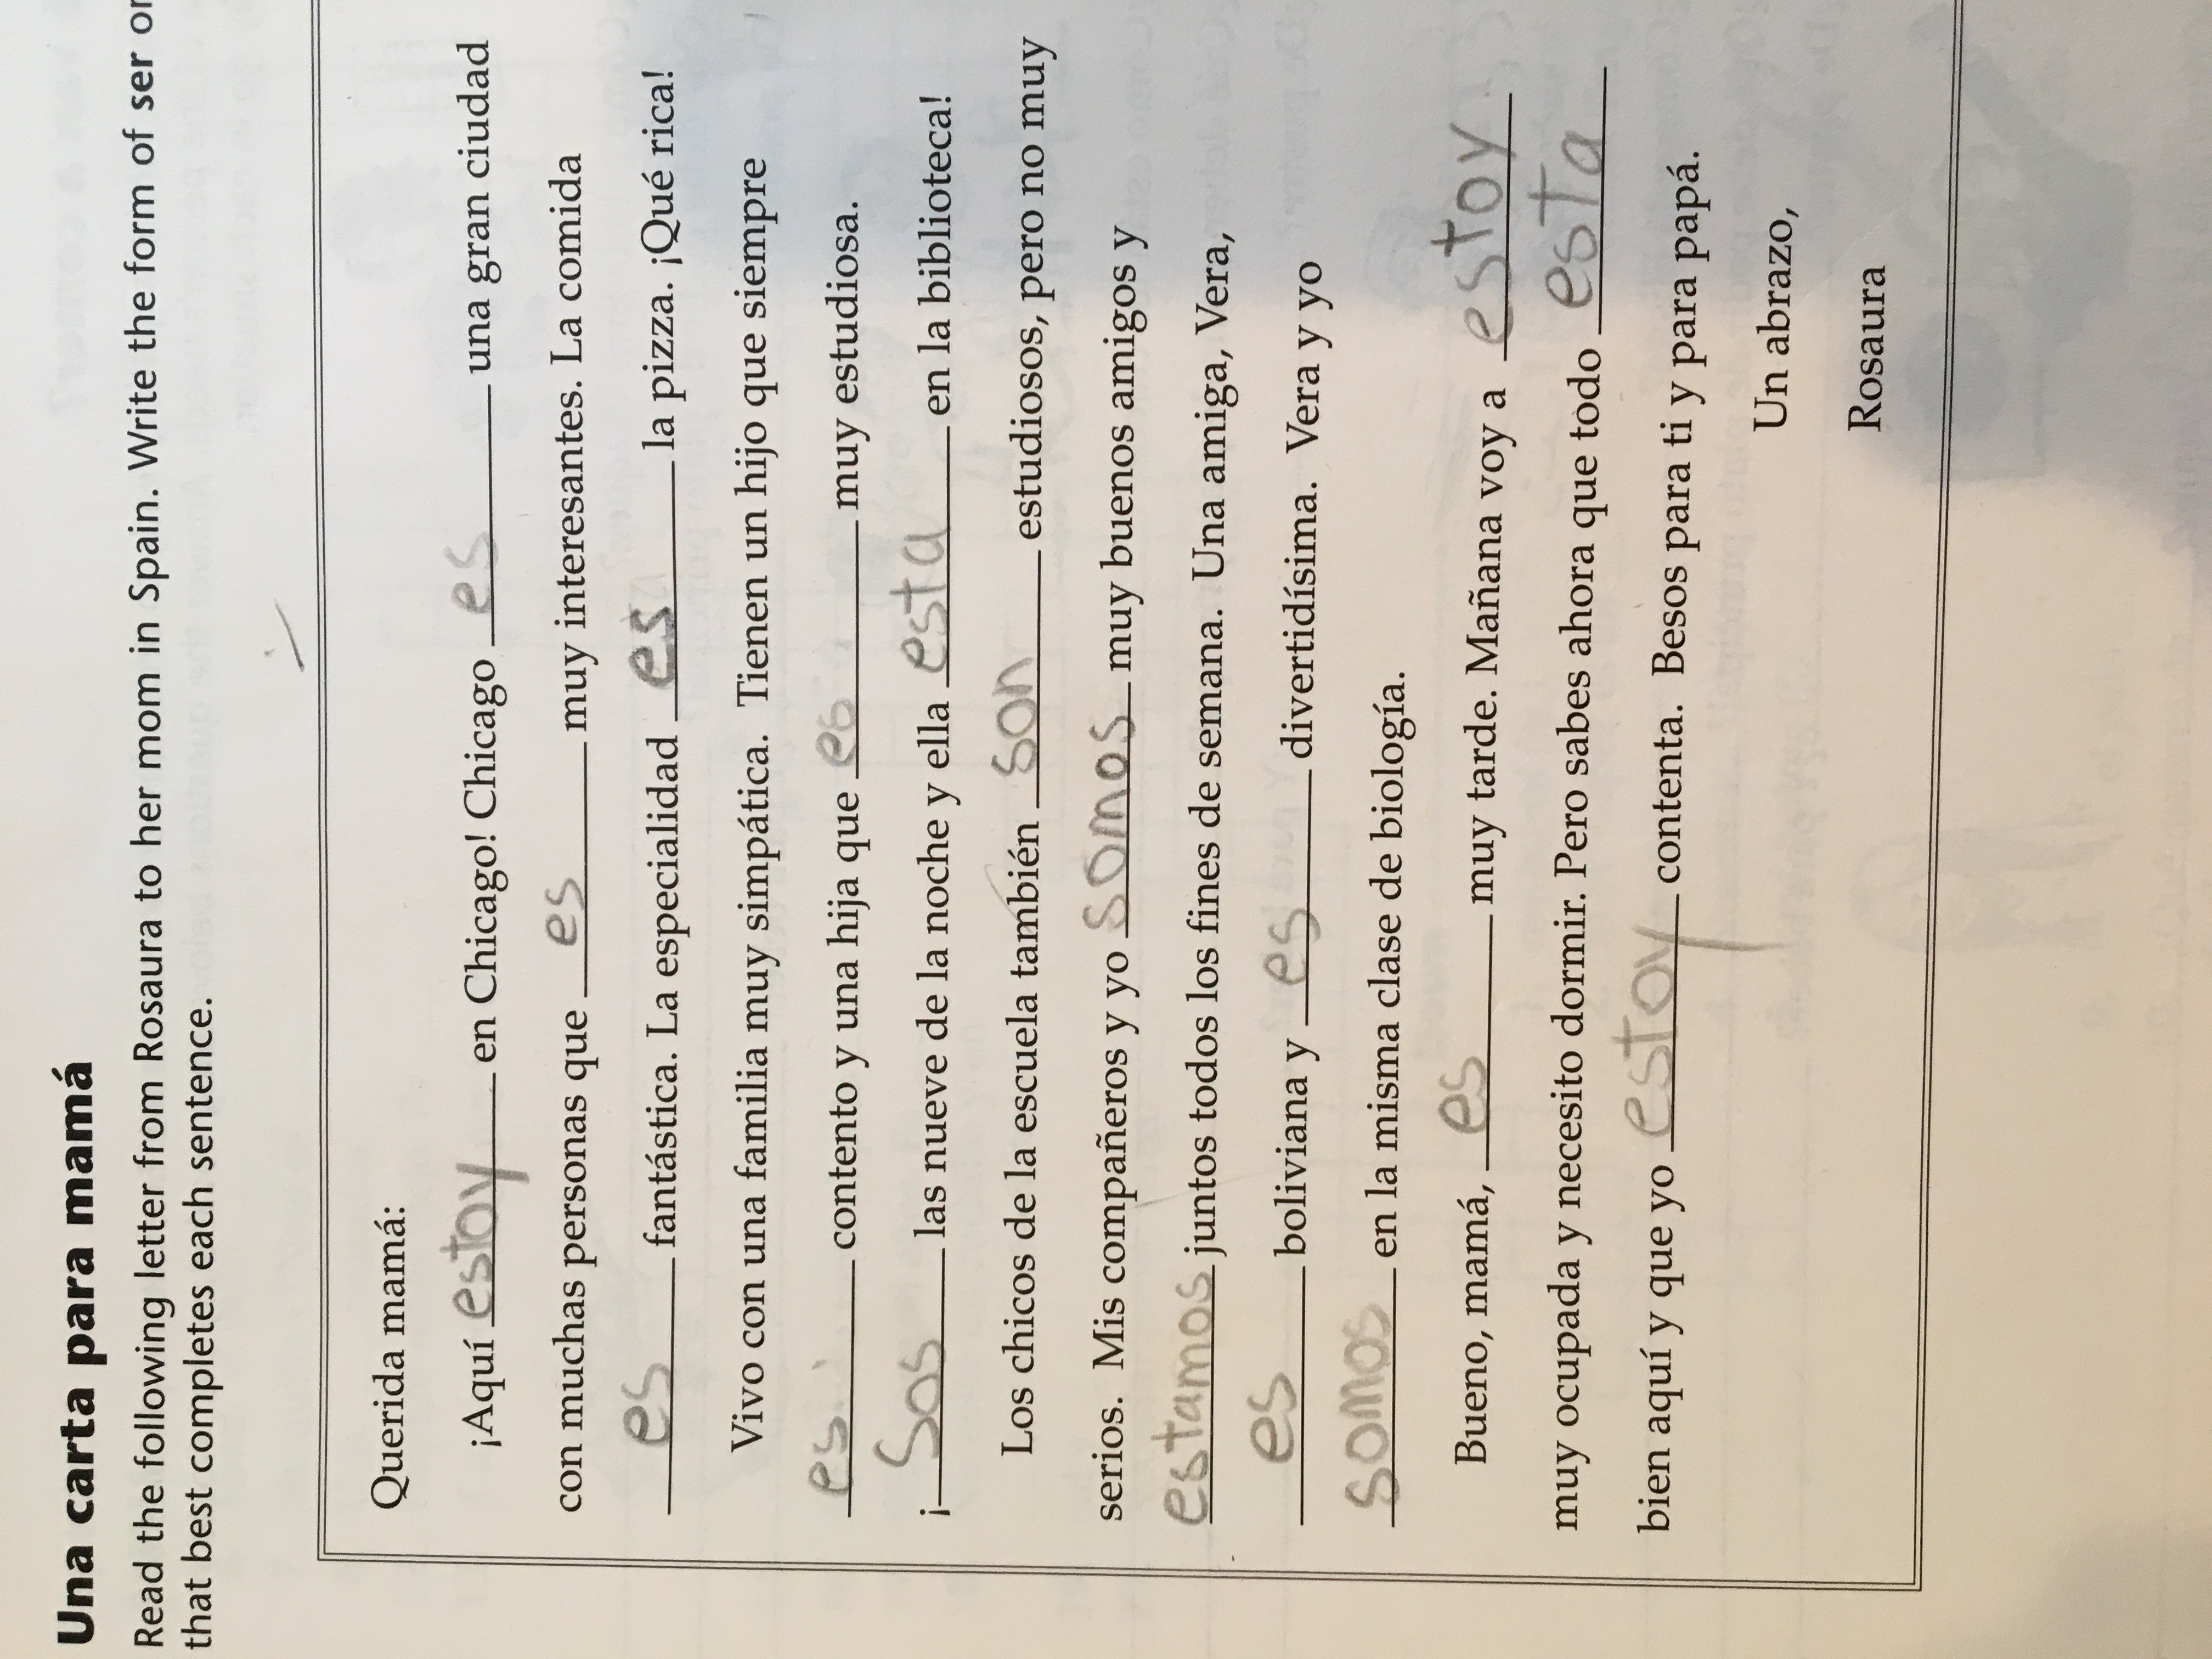 Una carta para mamá
Read the following letter from Rosaura to her mom in Spain. Write the form of ser or
that best completes each sentence.
Querida mamá:
¡Aquí estoy en Chicago! Chicago es una gran ciudad
con muchas personas que es muy interesantes. La comida
es fantástica. La especialidad es la pizza. ¡Qué rica!
Vivo con una familia muy simpática. Tienen un hijo que siempre
es contento y una hija que es muy estudiosa.
¡Sos las nueve de la noche y ella esta en la biblioteca!
Los chicos de la escuela también son estudiosos, pero no muy
serios. Mis compañeros y yo somos muy buenos amigos y
estamos juntos todos los fines de semana. Una amiga, Vera,
es boliviana y es divertidísima. Vera y yo
somos en la misma clase de biología.
Bueno, mamá, es muy tarde. Mañana voy a estoy
muy ocupada y necesito dormir. Pero sabes ahora que todo esta
bien aquí y que yo estoy contenta. Besos para ti y para papá.
Un abrazo,
Rosaura